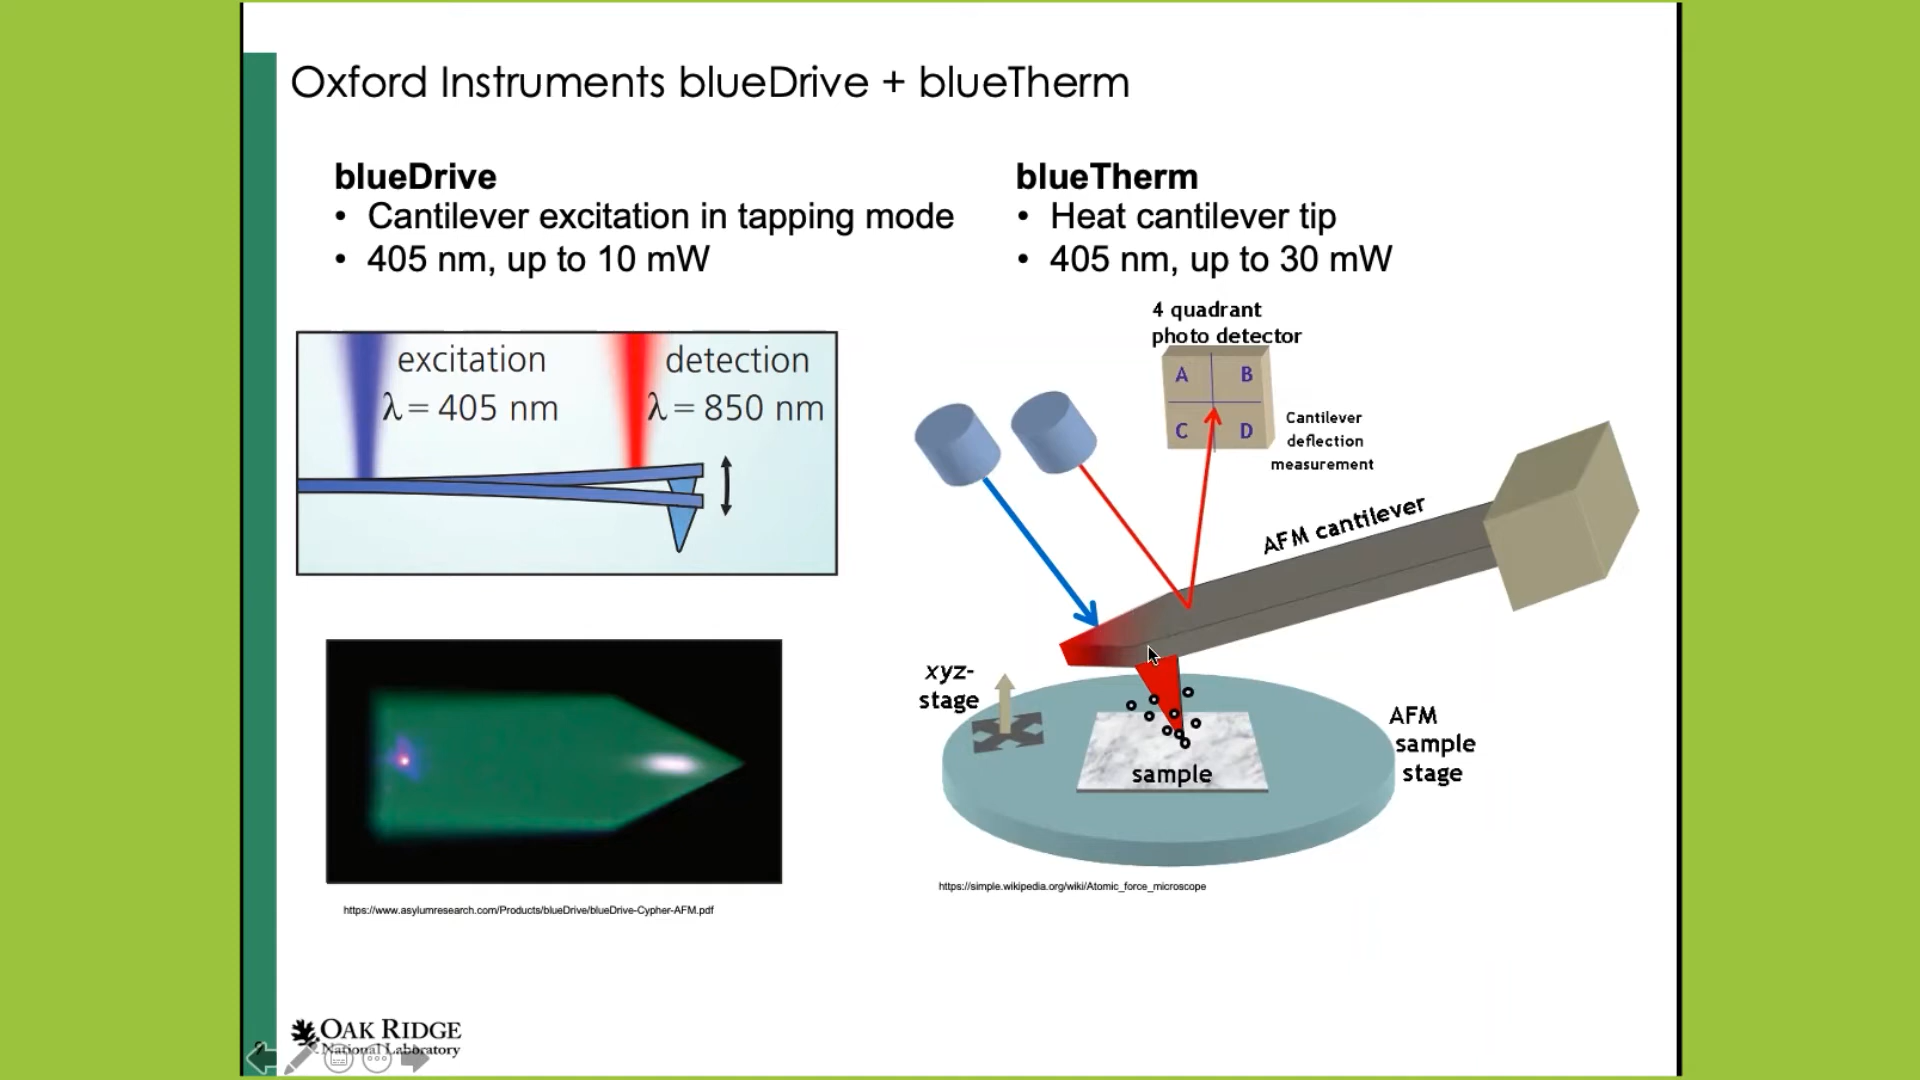 Oxford Instruments blueDrive + blueTherm
blueDrive
• Cantilever excitation in tapping mode
• 405 nm, up to 10 mW
excitation
λ = 405 nm
detection
λ = 850 nm
https://www.asylumresearch.com/Products/blueDrive/blueDrive-Cypher-AFM.pdf
blueTherm
• Heat cantilever tip
• 405 nm, up to 30 mW
4 quadrant
photo detector
A B
C D
Cantilever
deflection
measurement
AFM cantilever
xyz-
stage
sample
AFM
sample
stage
https://simple.wikipedia.org/wiki/Atomic_force_microscope
OAK RIDGE
National Laboratory